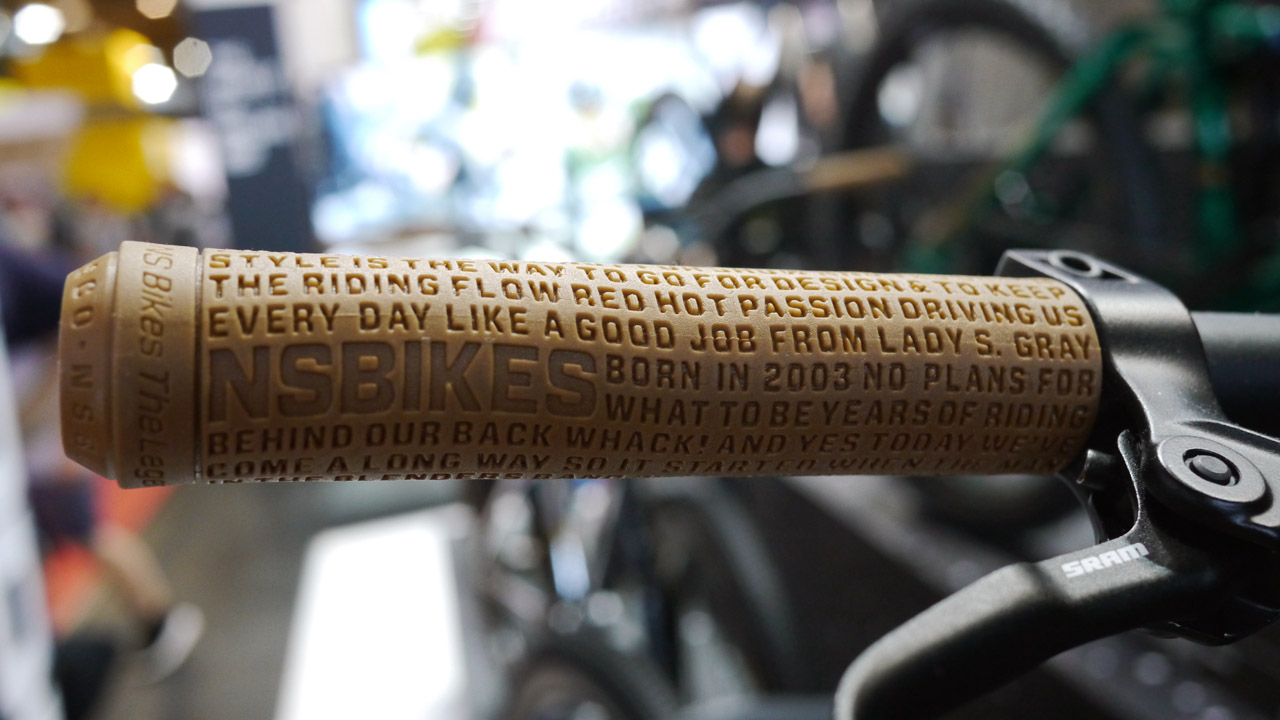 STYLE IS THE WAY TO GO FOR DESIGN & TO KEEP
THE RIDING FLOW RED HOT PASSION DRIVING US
EVERY DAY LIKE A GOOD JOB FROM LADY S. GRAY
NSBIKES BORN IN 2003 NO PLANS FOR
WHAT TO BE YEARS OF RIDING
BEHIND OUR BACK WHACK! AND YES TODAY WE'VE
COME A LONG WAY SO IT STARTED WHEN THE
NS Bikes The
SRAM